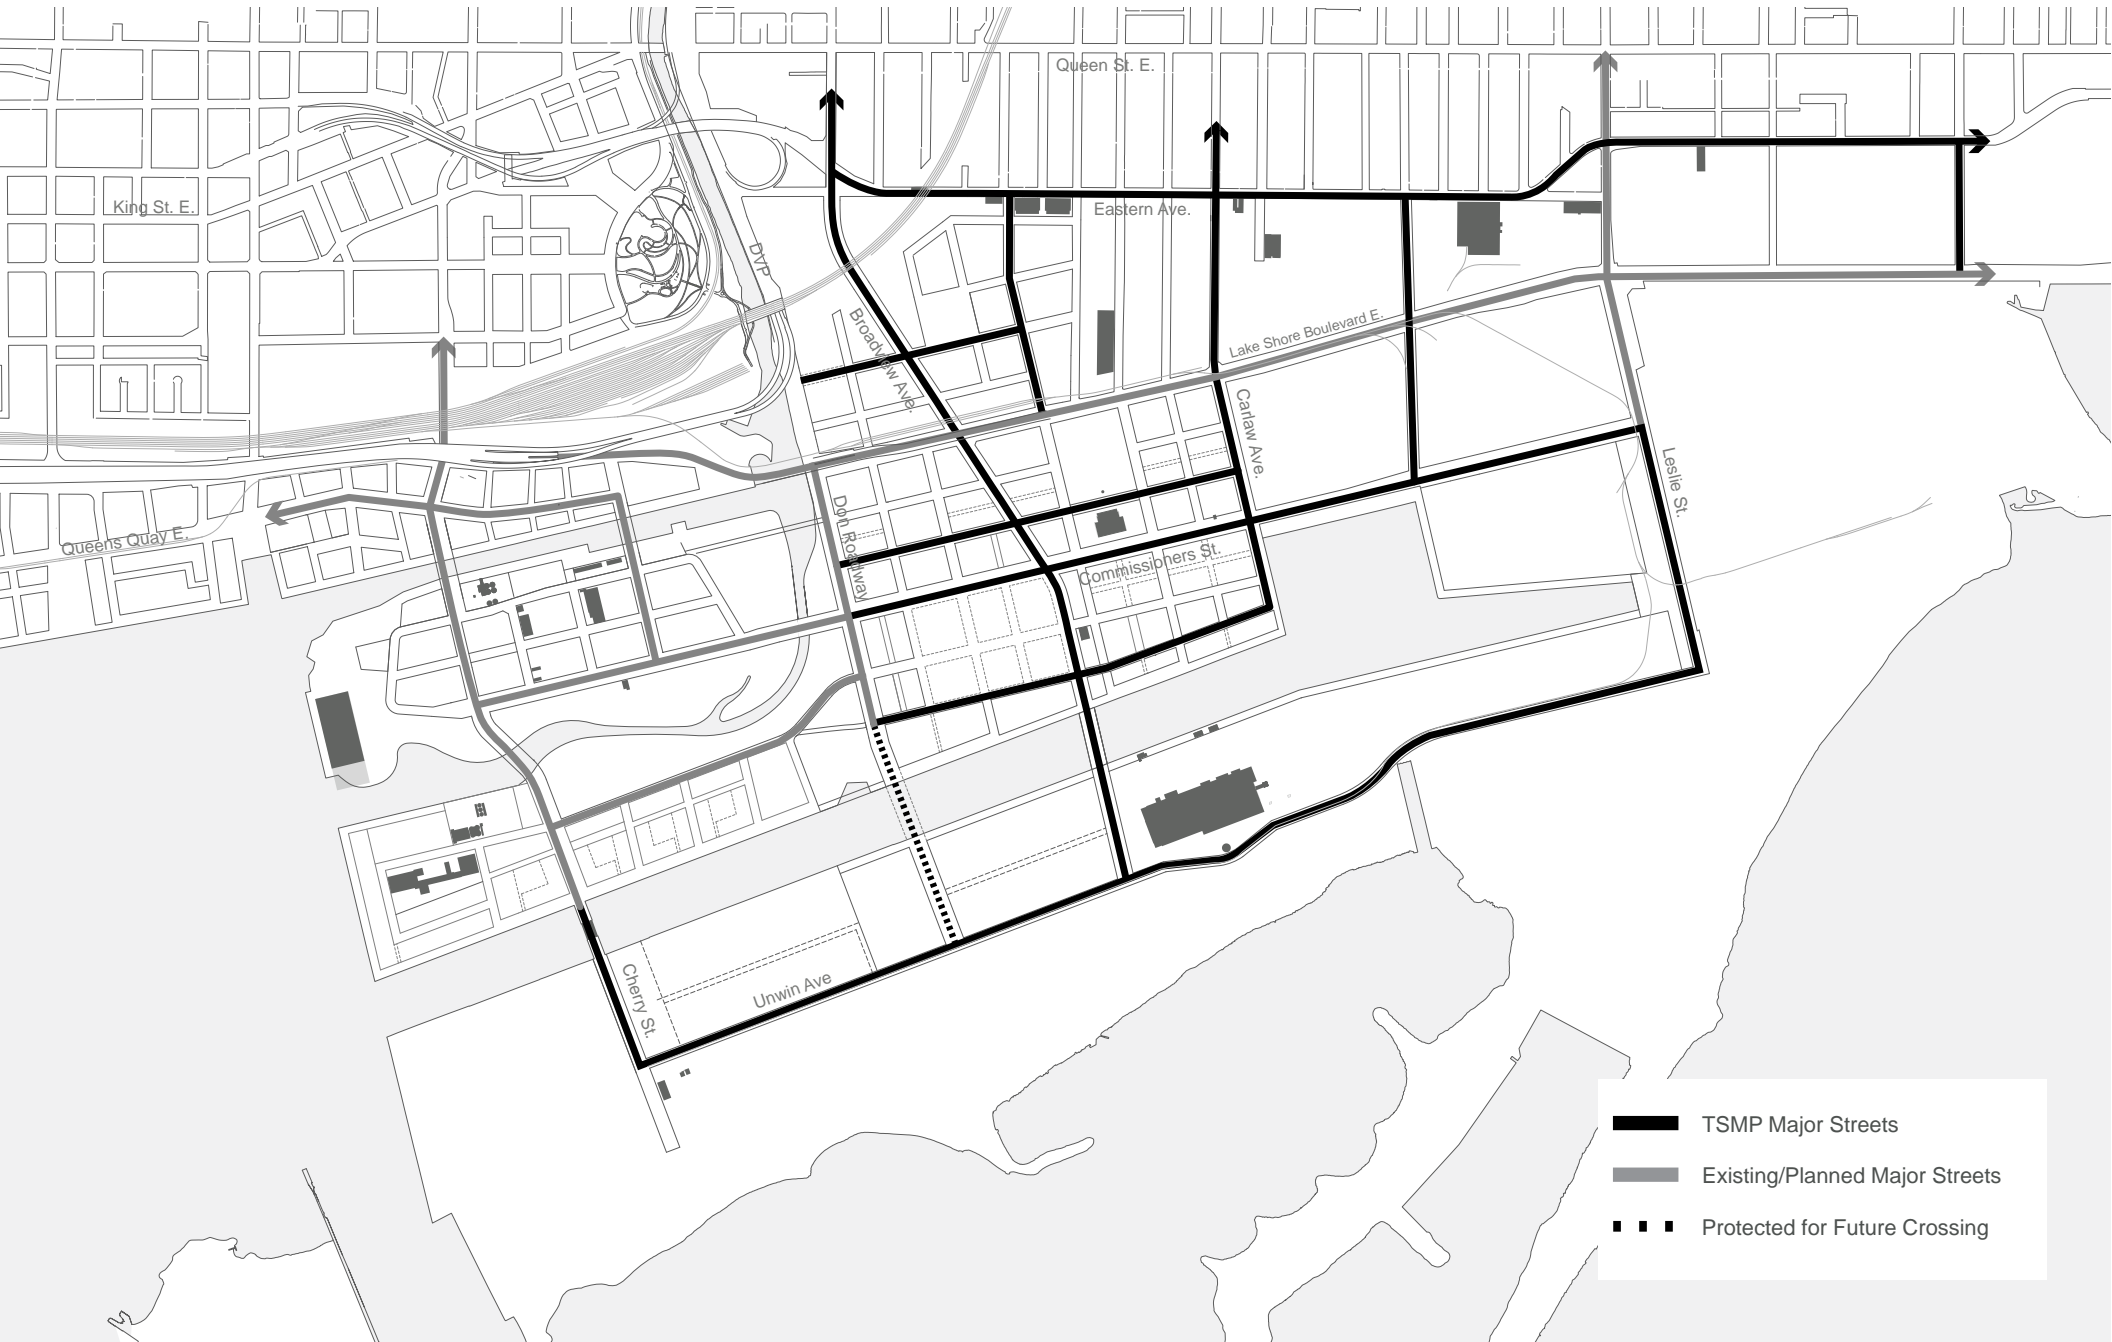 Queen St. E.
King St. E.
Eastern Ave.
DVP
Broadview Ave.
Lake Shore Boulevard E.
Carlaw Ave.
Leslie St.
Queens Quay E.
Don Roadway
Commissioners St.
Cherry St.
Unwin Ave
TSMP Major Streets
Existing/Planned Major Streets
Protected for Future Crossing